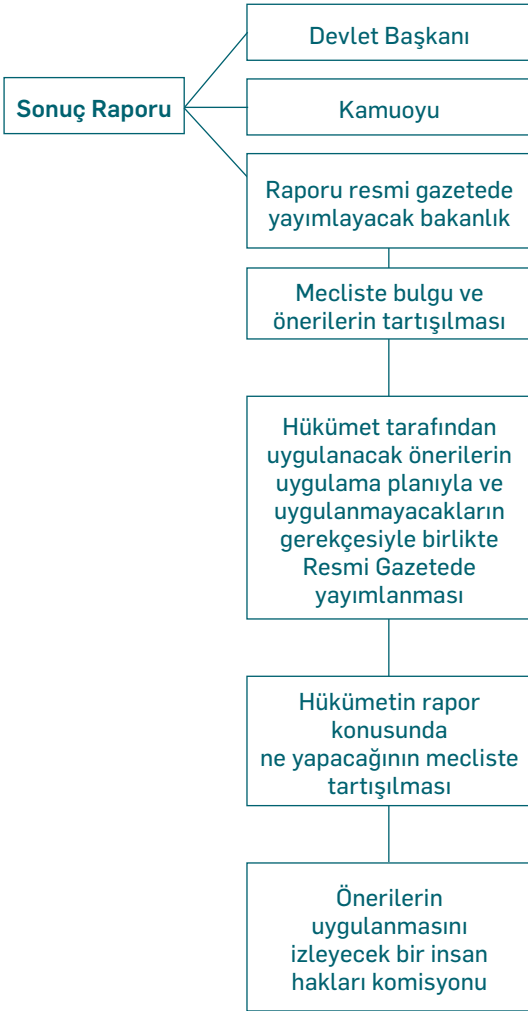 Devlet Başkanı
Sonuç Raporu
Kamuoyu
Raporu resmi gazetede
yayımlayacak bakanlık
Mecliste bulgu ve
önerilerin tartışılması
Hükümet tarafından
uygulanacak önerilerin
uygulama planıyla ve
uygulanmayacakların
gerekçesiyle birlikte
Resmi Gazetede
yayımlanması
Hükümetin rapor
konusunda
ne yapacağının mecliste
tartışılması
Önerilerin
uygulanmasını
izleyecek bir insan
hakları komisyonu